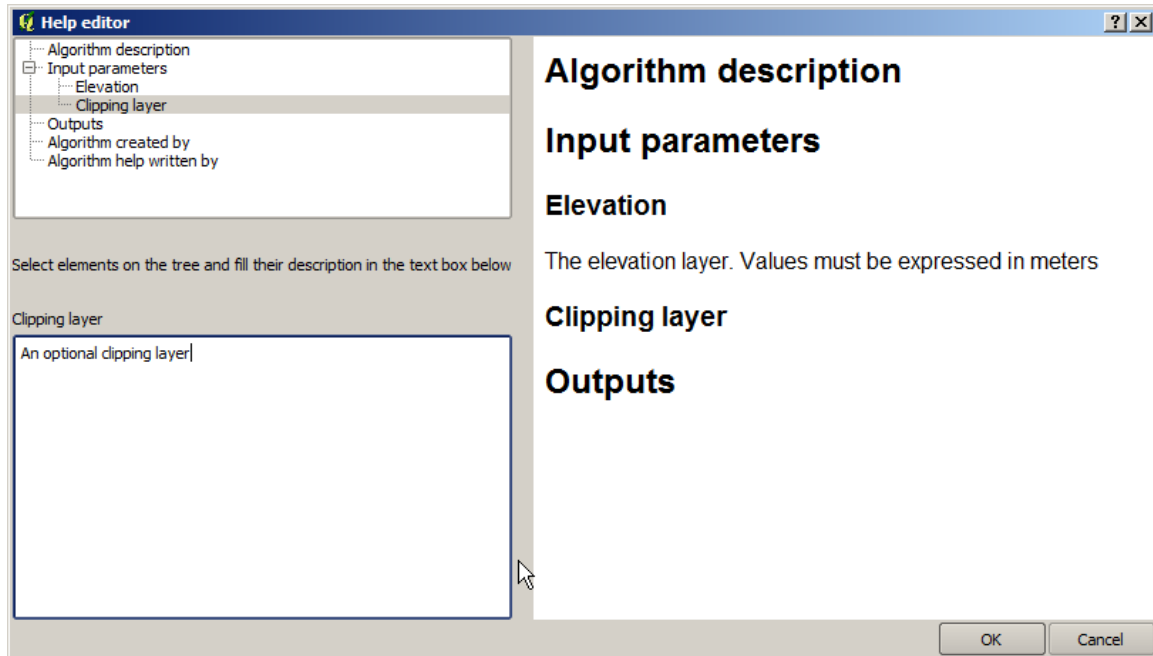 Help editor
Algorithm description
Input parameters
Elevation
Clipping layer
Outputs
Algorithm created by
Algorithm help written by
Select elements on the tree and fill their description in the text box below
Clipping layer
An optional clipping layer
Algorithm description
Input parameters
Elevation
The elevation layer. Values must be expressed in meters
Clipping layer
Outputs
OK
Cancel